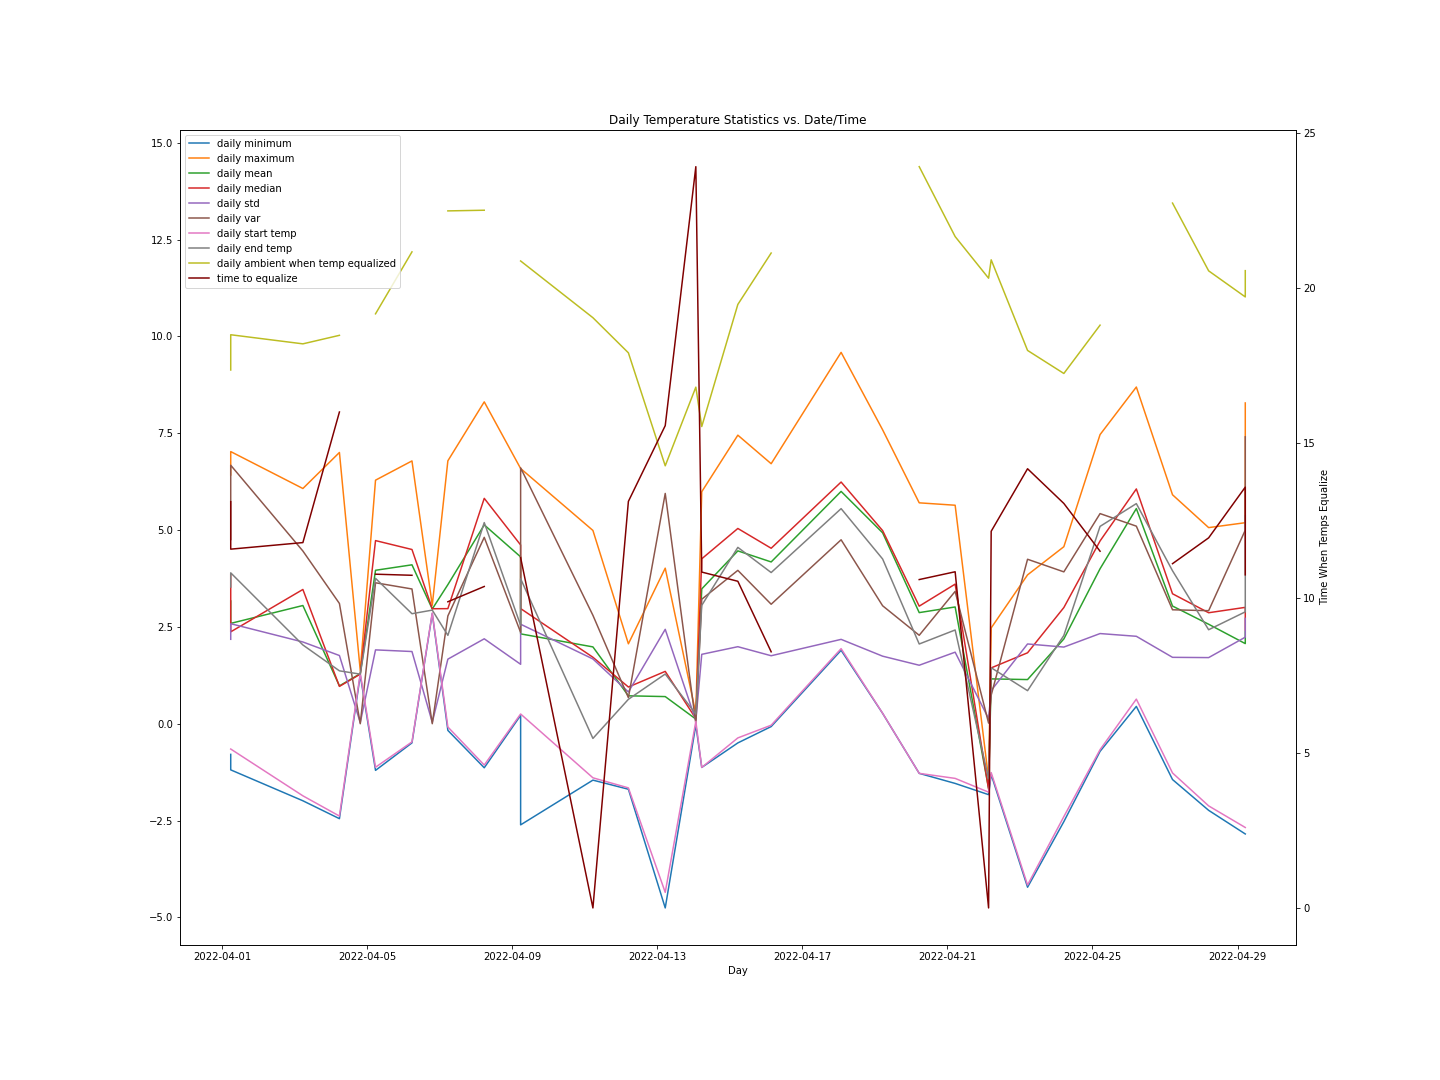 Daily Temperature Statistics vs. Date/Time
daily minimum
daily maximum
daily mean
daily median
daily std
daily var
daily start temp
daily end temp
daily ambient when temp equalized
time to equalize
15.0
12.5
10.0
7.5
5.0
2.5
0.0
−2.5
−5.0
25
20
15
10
5
0
Time When Temps Equalize
2022-04-01
2022-04-05
2022-04-09
2022-04-13
2022-04-17
2022-04-21
2022-04-25
2022-04-29
Day